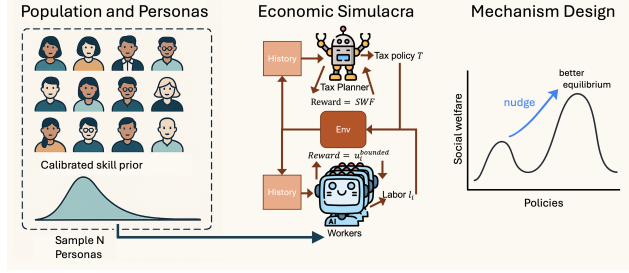 Population and Personas
Calibrated skill prior
Sample N
Personas
Economic Simulacra
History
Tax policy T
Tax Planner
Reward = SWF
Env
Reward = u_i^bounded
History
Labor l_i
AI
Workers
Mechanism Design
better
equilibrium
nudge
Social welfare
Policies